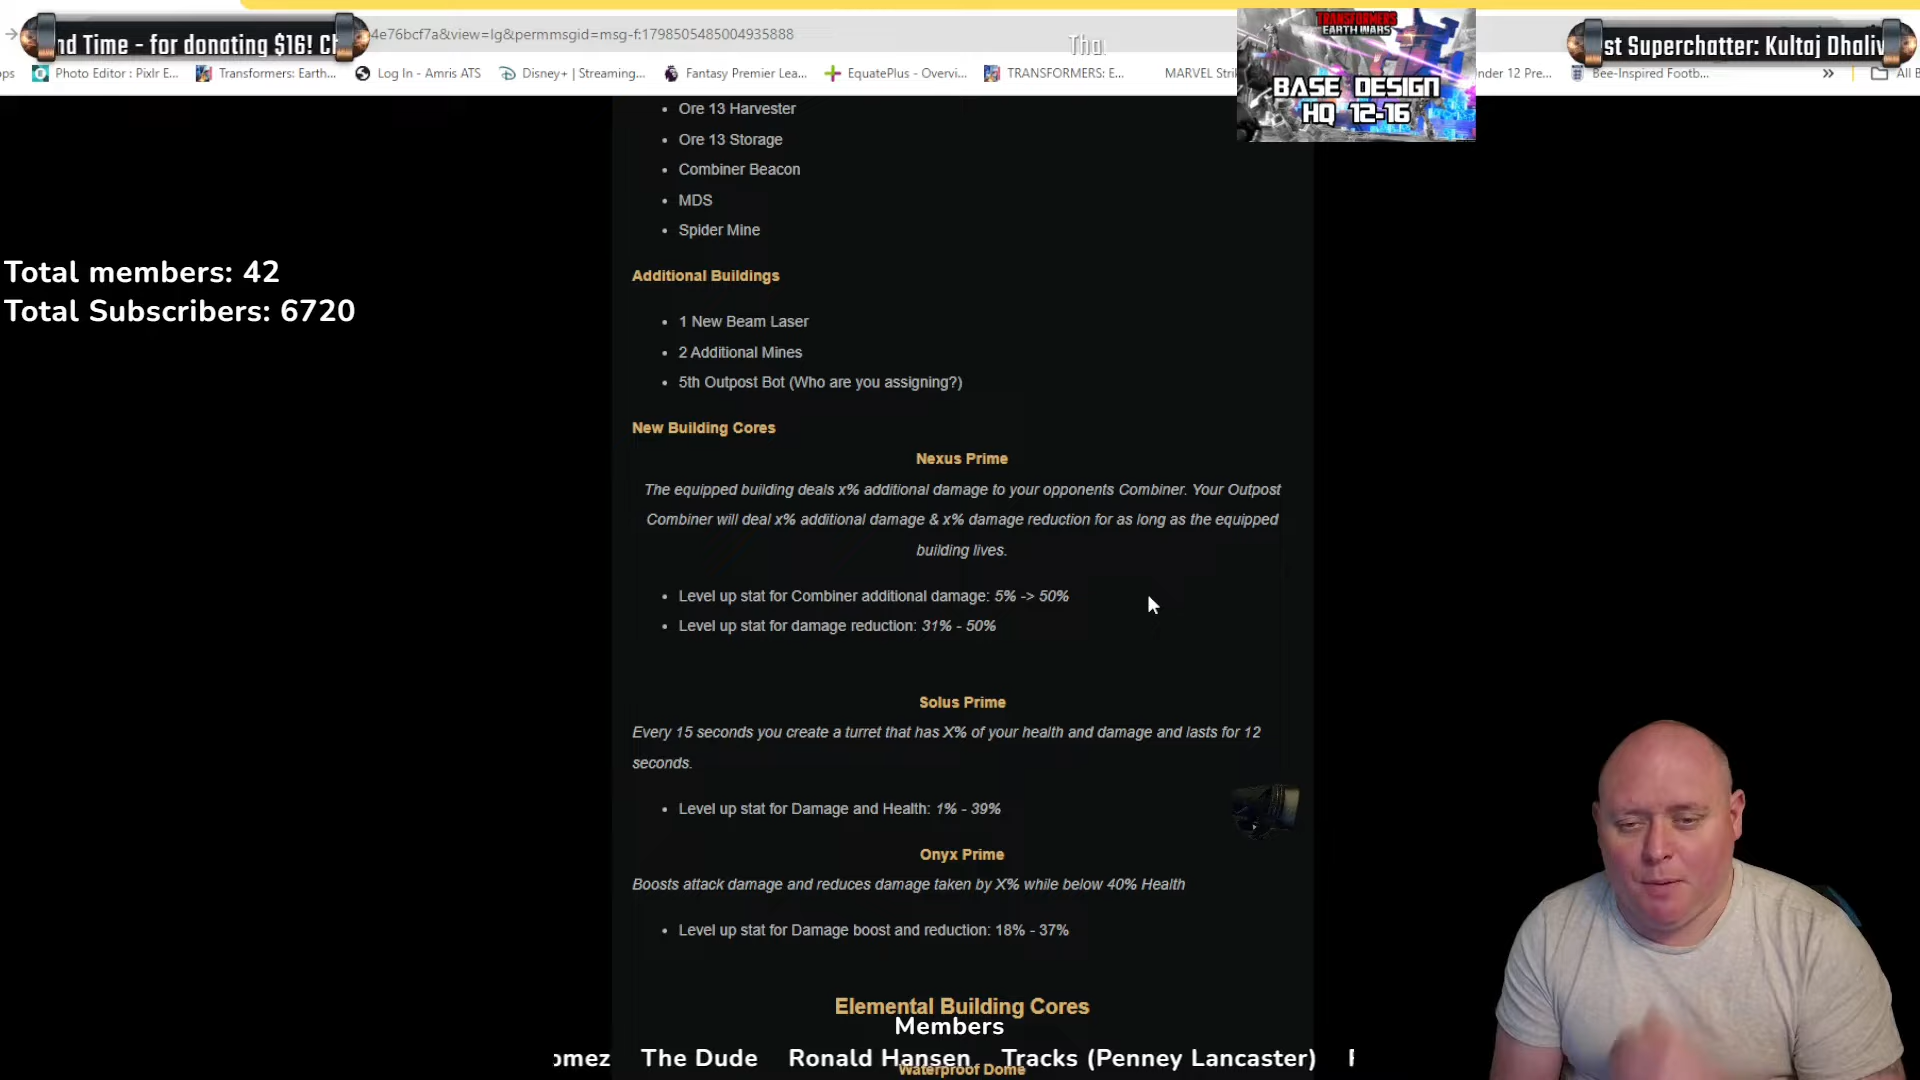 nd Time - for donating $16! Ch
4e76bcf7a&view=lg&permmsgid=msg-f:1798505485004935888
Tha
TRANSFORMERS
EARTH WARS
BASE DESIGN
HQ 12-16
st Superchatter: Kultaj Dhaliv
ops
Photo Editor : Pixlr E...
Transformers: Earth...
Log In - Amris ATS
Disney+ | Streaming...
Fantasy Premier Lea...
EquatePlus - Overvi...
TRANSFORMERS: E...
MARVEL Strik
nder 12 Pre...
Bee-Inspired Footb...
»
All B
• Ore 13 Harvester
• Ore 13 Storage
• Combiner Beacon
• MDS
• Spider Mine
Total members: 42
Total Subscribers: 6720
Additional Buildings
• 1 New Beam Laser
• 2 Additional Mines
• 5th Outpost Bot (Who are you assigning?)
New Building Cores
Nexus Prime
The equipped building deals x% additional damage to your opponents Combiner. Your Outpost
Combiner will deal x% additional damage & x% damage reduction for as long as the equipped
building lives.
• Level up stat for Combiner additional damage: 5% -> 50%
• Level up stat for damage reduction: 31% - 50%
Solus Prime
Every 15 seconds you create a turret that has X% of your health and damage and lasts for 12
seconds.
• Level up stat for Damage and Health: 1% - 39%
Onyx Prime
Boosts attack damage and reduces damage taken by X% while below 40% Health
• Level up stat for Damage boost and reduction: 18% - 37%
Elemental Building Cores
Members
omez The Dude Ronald Hansen Tracks (Penney Lancaster)
Waterproof Dome